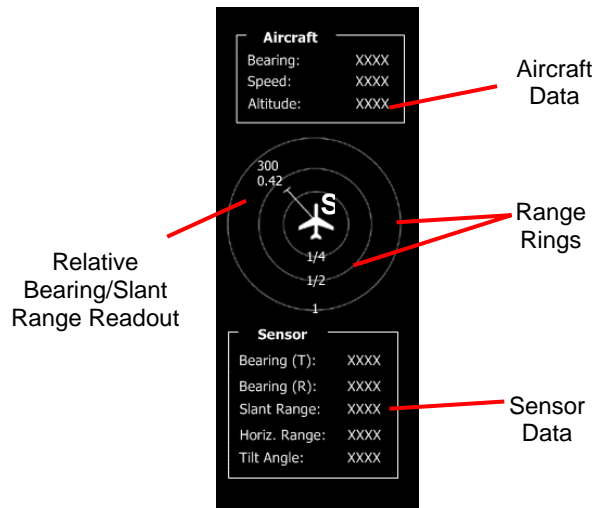 Aircraft
Bearing: XXXX
Speed: XXXX
Altitude: XXXX
Aircraft
Data
300
0.42
S
1/4
1/2
1
Range
Rings
Relative
Bearing/Slant
Range Readout
Sensor
Bearing (T): XXXX
Bearing (R): XXXX
Slant Range: XXXX
Horiz. Range: XXXX
Tilt Angle: XXXX
Sensor
Data